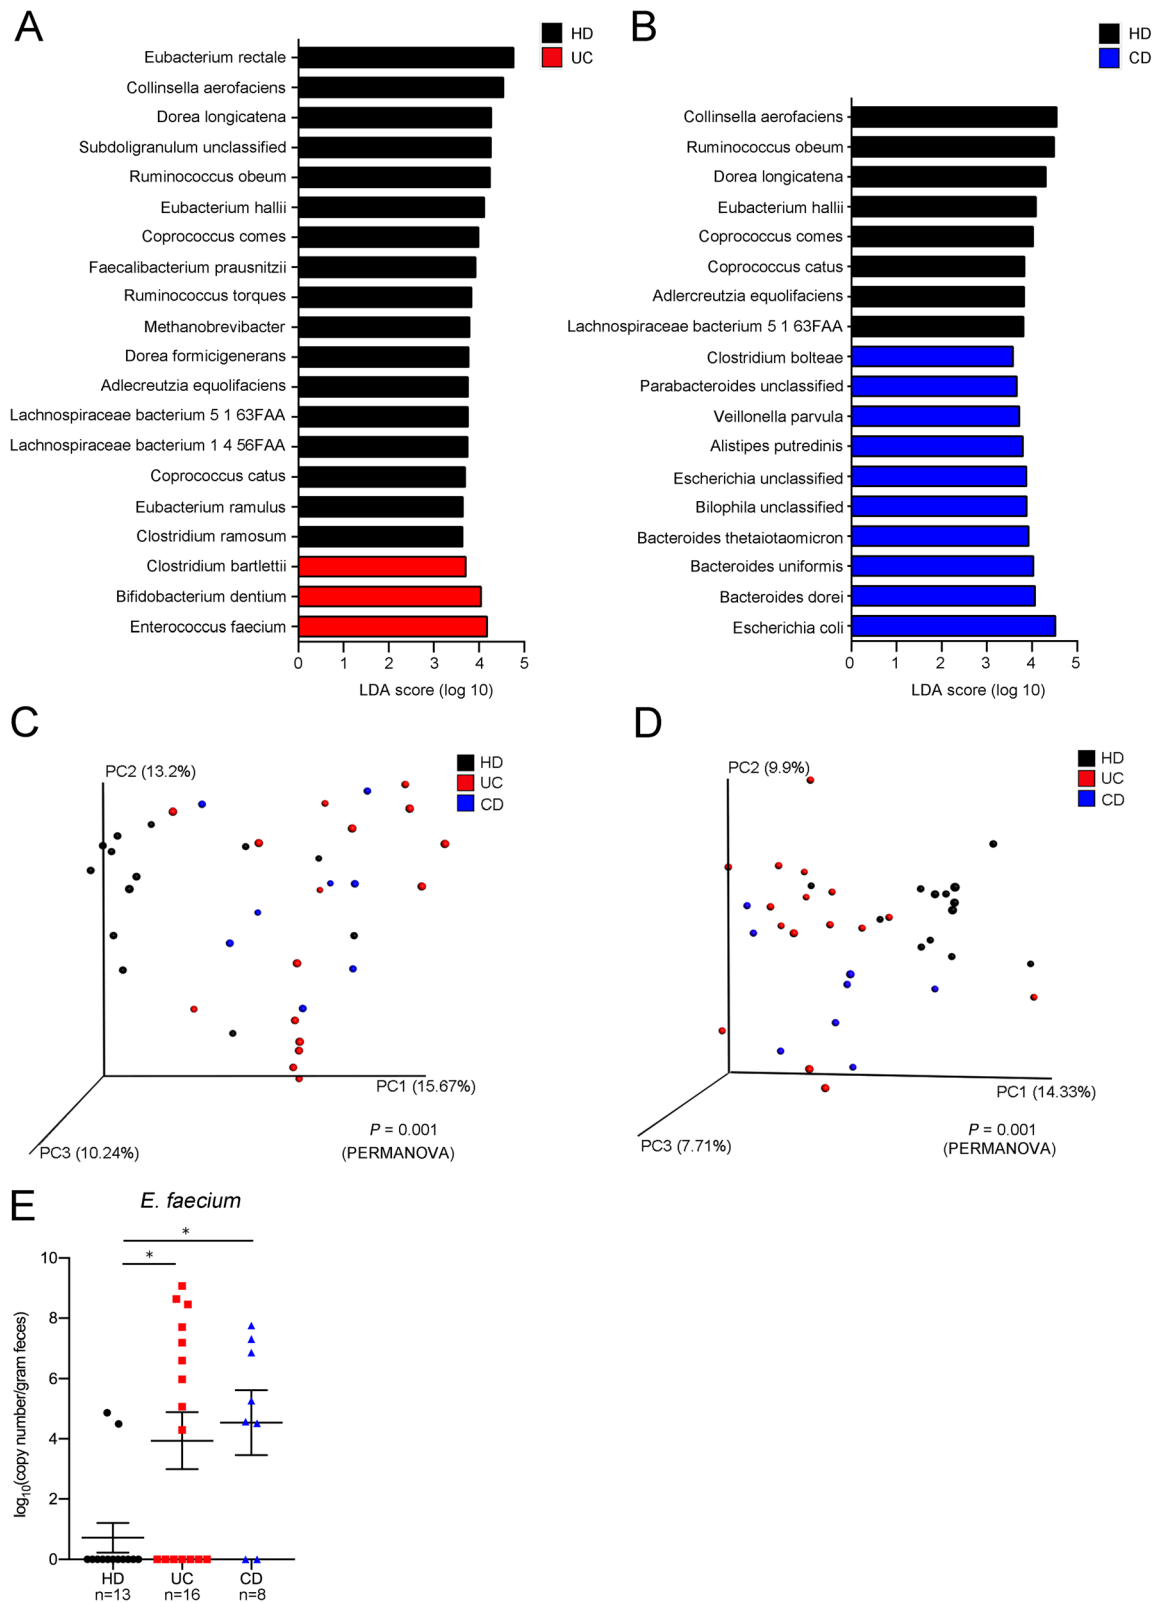 A
HD
UC
Eubacterium rectale
Collinsella aerofaciens
Dorea longicatena
Subdoligranulum unclassified
Ruminococcus obeum
Eubacterium hallii
Coprococcus comes
Faecalibacterium prausnitzii
Ruminococcus torques
Methanobrevibacter
Dorea formicigenerans
Adlecreutzia equolifaciens
Lachnospiraceae bacterium 5 1 63FAA
Lachnospiraceae bacterium 1 4 56FAA
Coprococcus catus
Eubacterium ramulus
Clostridium ramosum
Clostridium bartlettii
Bifidobacterium dentium
Enterococcus faecium
0 1 2 3 4 5
LDA score (log 10)
B
HD
CD
Collinsella aerofaciens
Ruminococcus obeum
Dorea longicatena
Eubacterium hallii
Coprococcus comes
Coprococcus catus
Adlercreutzia equolifaciens
Lachnospiraceae bacterium 5 1 63FAA
Clostridium bolteae
Parabacteroides unclassified
Veillonella parvula
Alistipes putredinis
Escherichia unclassified
Bilophila unclassified
Bacteroides thetaiotaomicron
Bacteroides uniformis
Bacteroides dorei
Escherichia coli
0 1 2 3 4 5
LDA score (log 10)
C
PC2 (13.2%)
HD
UC
CD
PC1 (15.67%)
PC3 (10.24%)
P = 0.001
(PERMANOVA)
D
PC2 (9.9%)
HD
UC
CD
PC1 (14.33%)
PC3 (7.71%)
P = 0.001
(PERMANOVA)
E
E. faecium
*
*
log10(copy number/gram feces)
10
8
6
4
2
0
HD UC CD
n=13 n=16 n=8